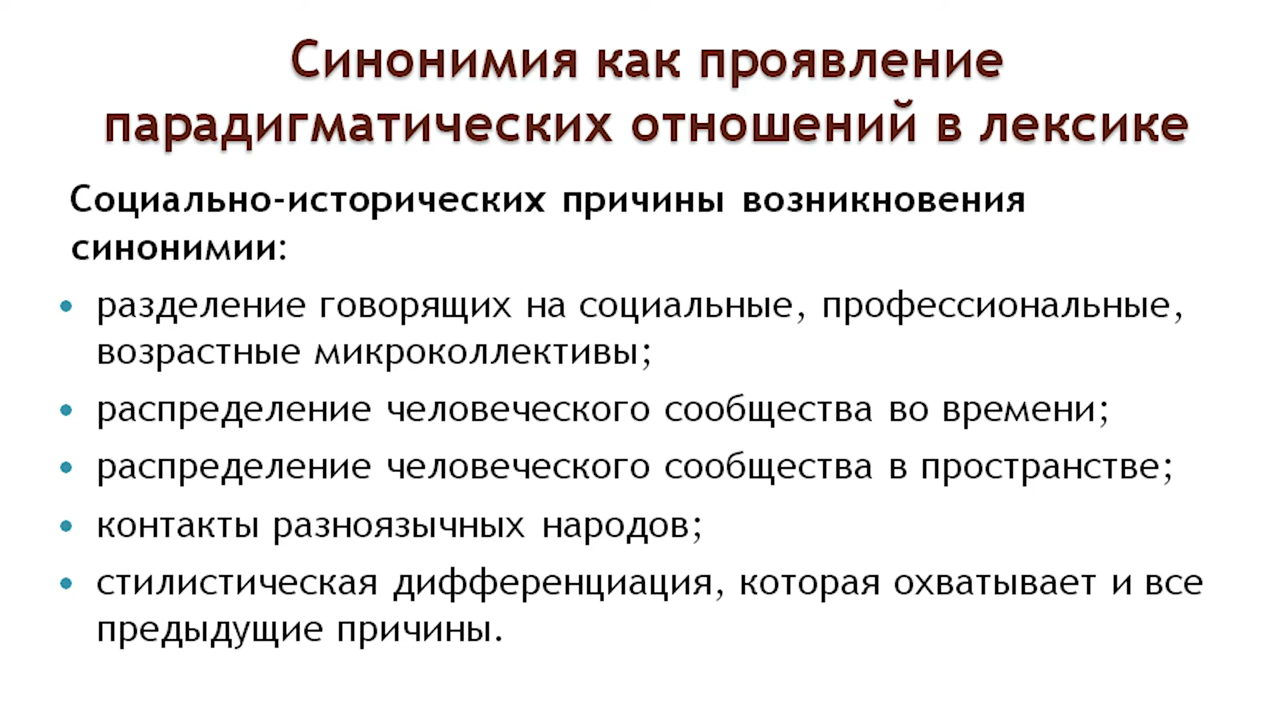 Синонимия как проявление
парадигматических отношений в лексике
Социально-исторических причины возникновения
синонимии:
• разделение говорящих на социальные, профессиональные,
возрастные микроколлективы;
• распределение человеческого сообщества во времени;
• распределение человеческого сообщества в пространстве;
• контакты разноязычных народов;
• стилистическая дифференциация, которая охватывает и все
предыдущие причины.